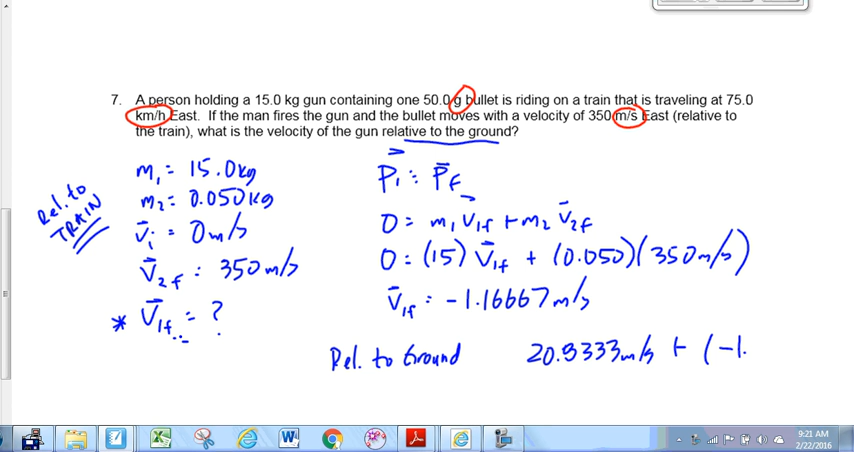 7. A person holding a 15.0 kg gun containing one 50.0 g bullet is riding on a train that is traveling at 75.0
km/h East. If the man fires the gun and the bullet moves with a velocity of 350 m/s East (relative to
the train), what is the velocity of the gun relative to the ground?
Rel. to
TRAIN
m₁ = 15.0kg
m₂ = 0.050kg
v⃗ᵢ = 0m/s
v⃗₂f = 350m/s
* v⃗₁f = ?
P⃗ᵢ = P⃗f
0 = m₁v⃗₁f + m₂v⃗₂f
0 = (15)v⃗₁f + (0.050)(350m/s)
v⃗₁f = -1.16667m/s
Rel. to Ground 20.8333m/s + (-1.
9:21 AM
2/22/2016